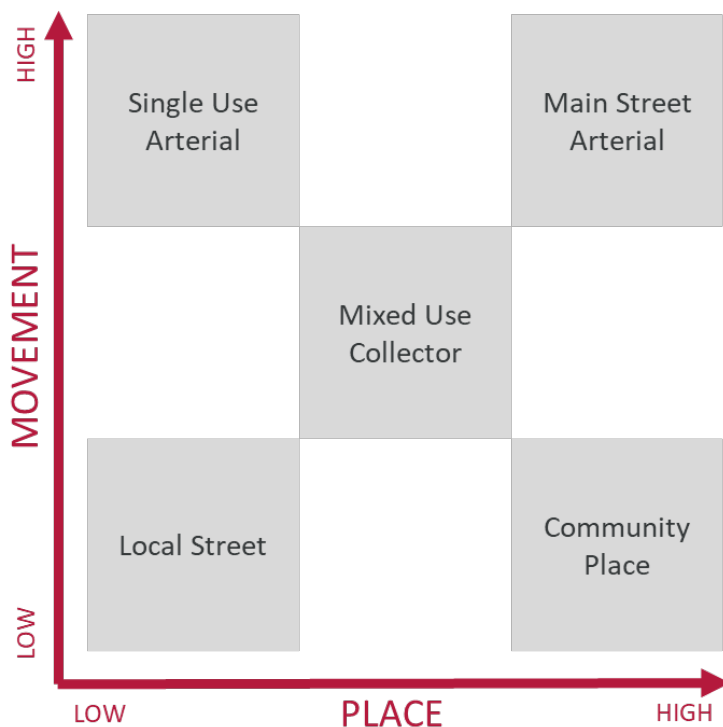 HIGH
Single Use
Arterial
Main Street
Arterial
MOVEMENT
Mixed Use
Collector
Local Street
Community
Place
LOW
LOW
PLACE
HIGH